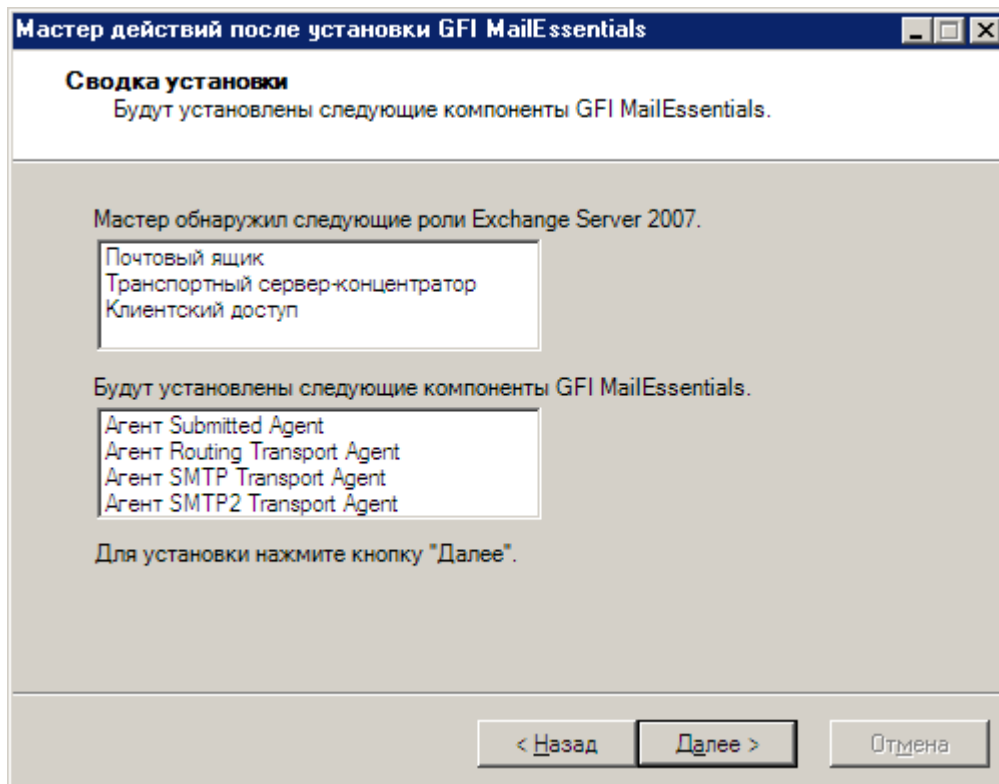 Мастер действий после установки GFI MailEssentials
Сводка установки
Будут установлены следующие компоненты GFI MailEssentials.
Мастер обнаружил следующие роли Exchange Server 2007.
Почтовый ящик
Транспортный сервер-концентратор
Клиентский доступ
Будут установлены следующие компоненты GFI MailEssentials.
Агент Submitted Agent
Агент Routing Transport Agent
Агент SMTP Transport Agent
Агент SMTP2 Transport Agent
Для установки нажмите кнопку "Далее".
< Назад
Далее >
Отмена